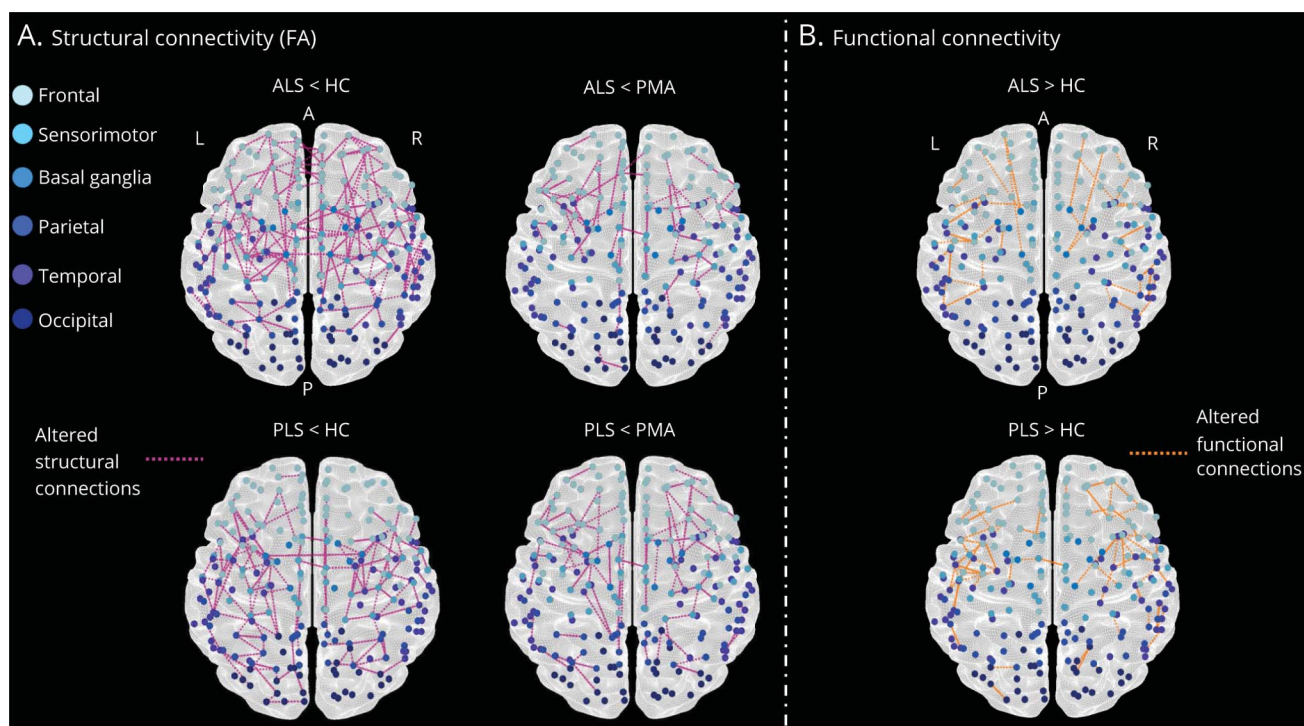 A. Structural connectivity (FA)
ALS < HC
ALS < PMA
Frontal
Sensorimotor
Basal ganglia
Parietal
Temporal
Occipital
A
L
R
P
PLS < HC
PLS < PMA
Altered
structural
connections
B. Functional connectivity
ALS > HC
A
L
R
P
PLS > HC
Altered
functional
connections